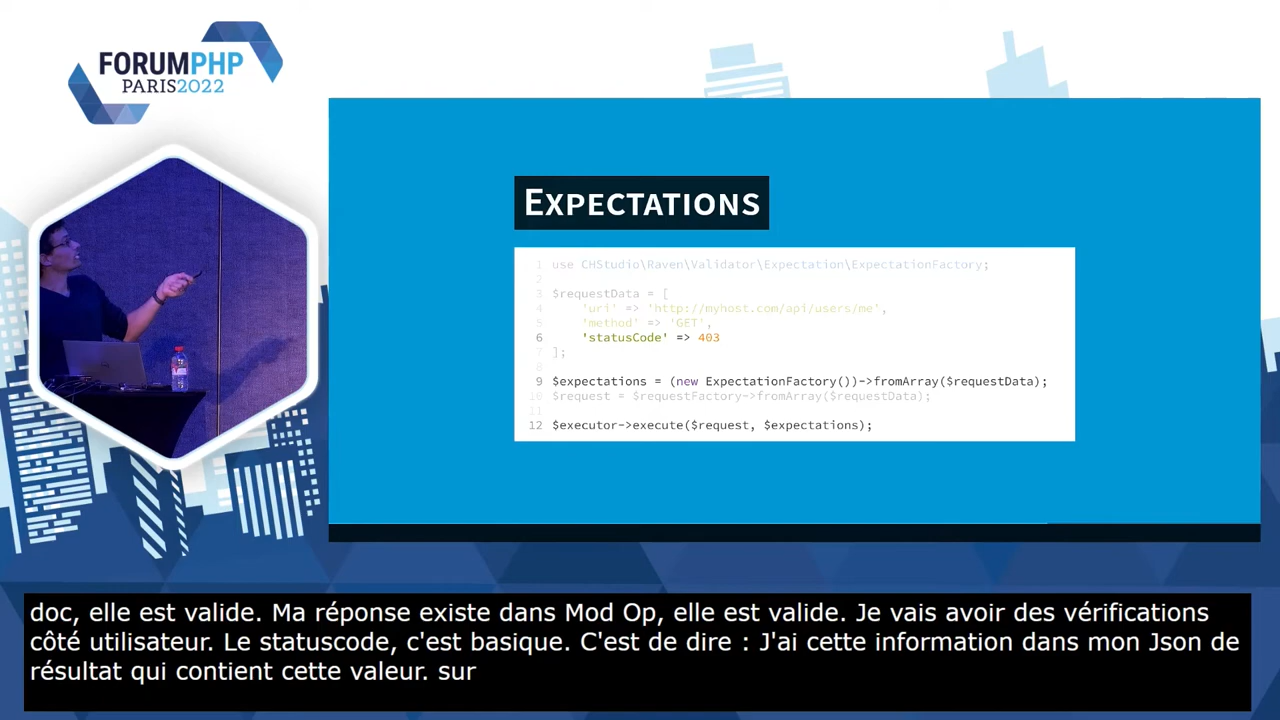 FORUMPHP
PARIS2022
EXPECTATIONS
1 use CHStudio\Raven\Validator\Expectation\ExpectationFactory;
2
3 $requestData = [
4 'uri' => 'http://myhost.com/api/users/me',
5 'method' => 'GET',
6 'statusCode' => 403
7 ];
8
9 $expectations = (new ExpectationFactory())->fromArray($requestData);
10 $request = $requestFactory->fromArray($requestData);
11
12 $executor->execute($request, $expectations);
doc, elle est valide. Ma réponse existe dans Mod Op, elle est valide. Je vais avoir des vérifications
côté utilisateur. Le statuscode, c'est basique. C'est de dire : J'ai cette information dans mon Json de
résultat qui contient cette valeur. sur